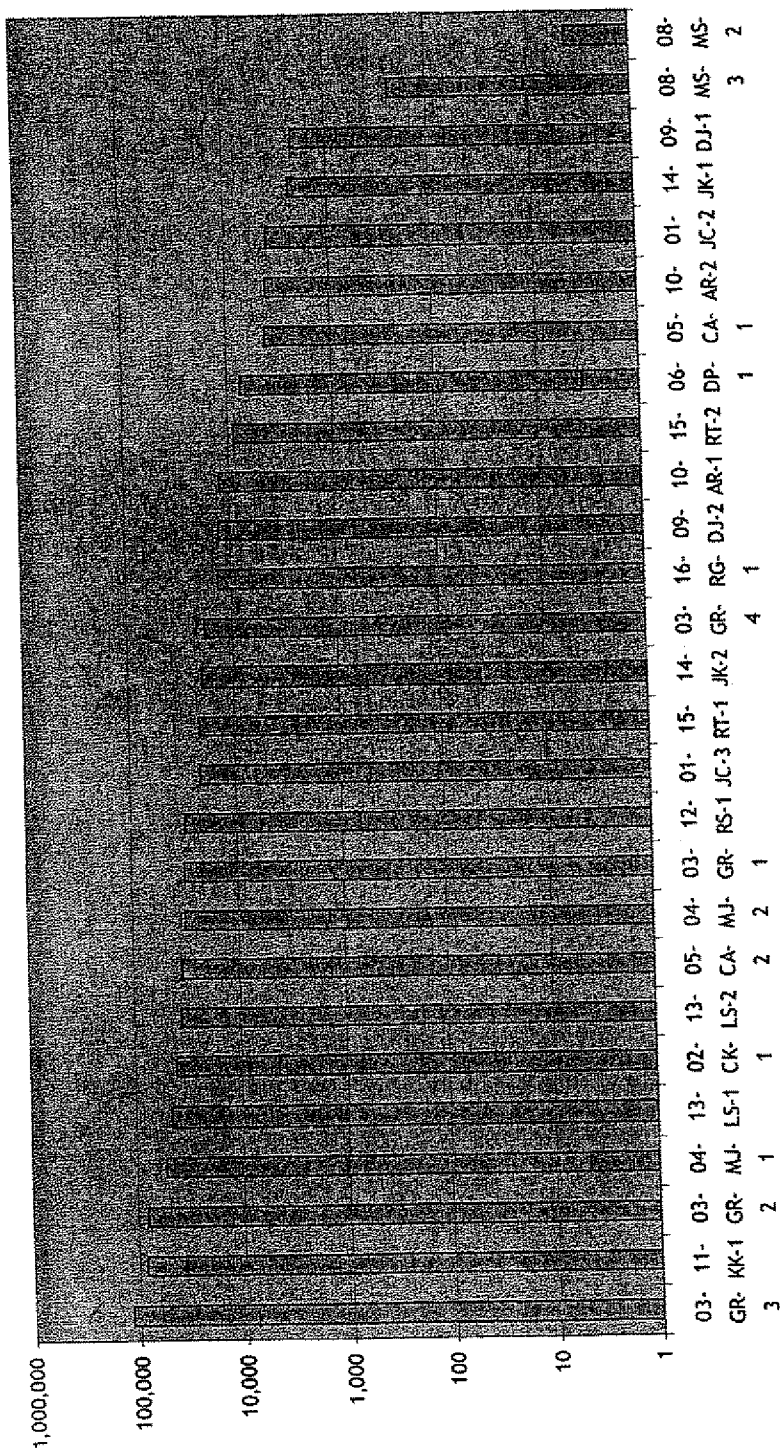 1,000,000
100,000
10,000
1,000
100
10
1
03- 11- 03- 04- 13- 02- 13- 05- 04- 03- 12- 01- 15- 14- 03- 16- 09- 10- 15- 06- 05- 10- 01- 14- 09- 08- 08-
GR- KK-1 GR- MJ- LS-1 CK- LS-2 CA- MJ- GR- RS-1 JC-3 RT-1 JK-2 GR- RG- DJ-2 AR-1 RT-2 DP- CA- AR-2 JC-2 JK-1 DJ-1 MS- MS-
3 2 1 1 2 2 1 4 1 1 1 3 2